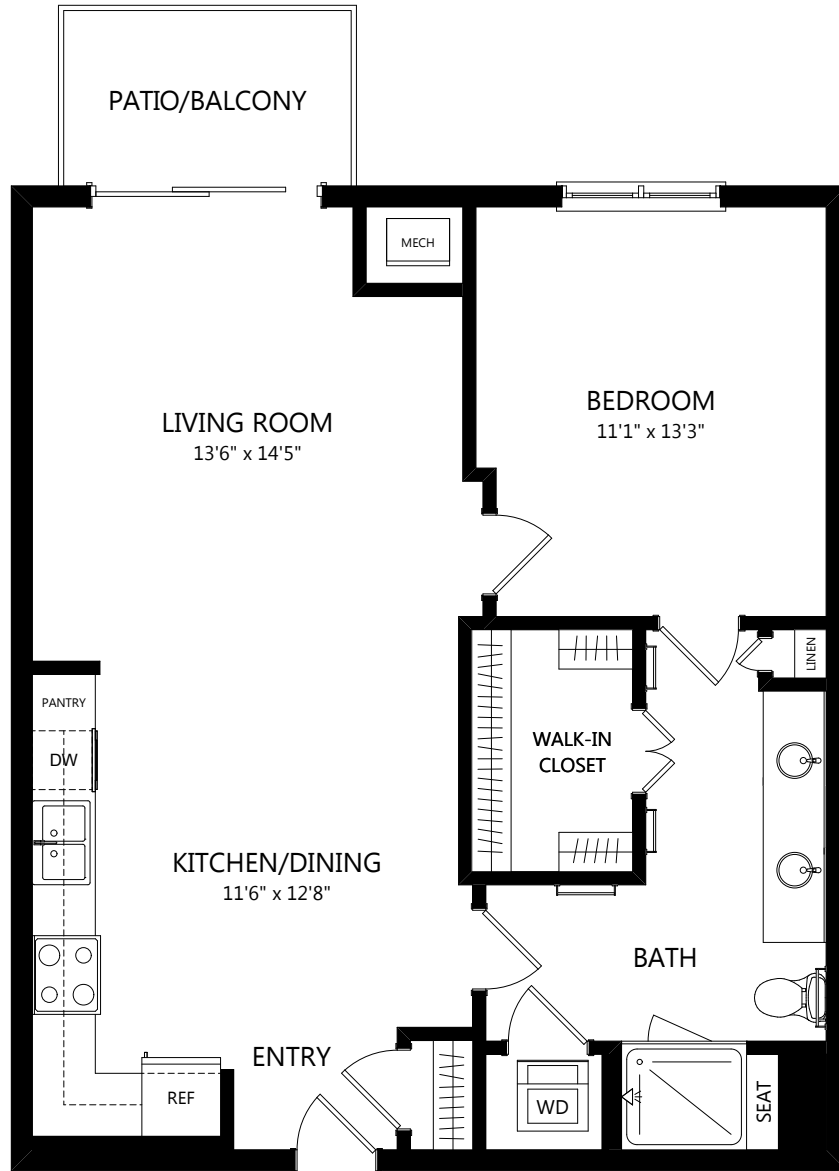 PATIO/BALCONY
MECH
LIVING ROOM
13'6" x 14'5"
BEDROOM
11'1" x 13'3"
LINEN
PANTRY
DW
WALK-IN
CLOSET
KITCHEN/DINING
11'6" x 12'8"
BATH
ENTRY
REF
WD
SEAT